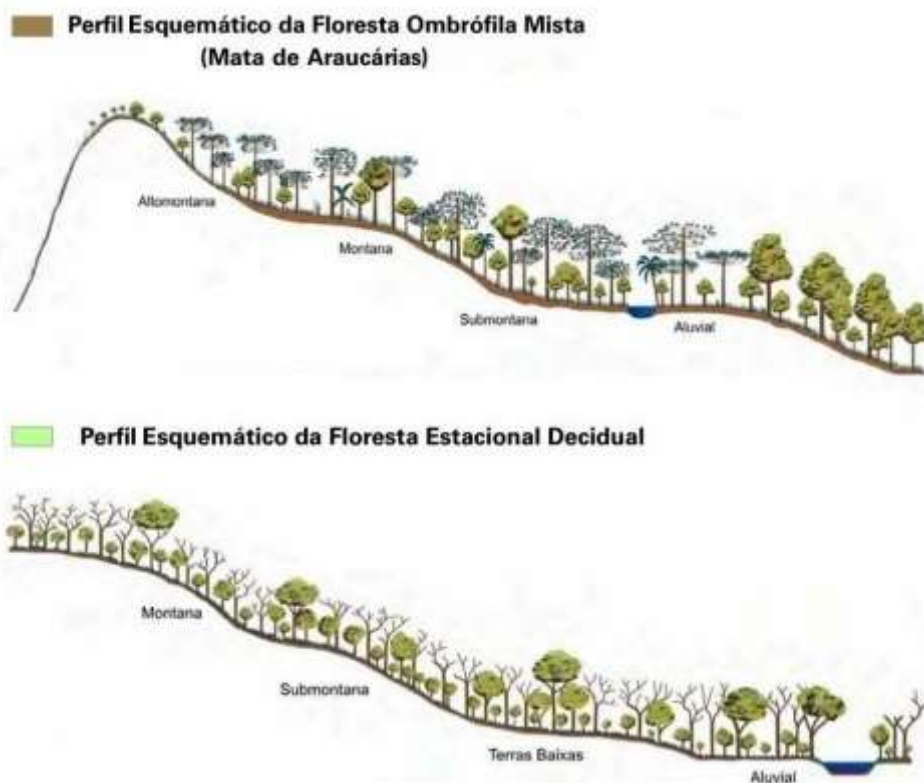 Perfil Esquemático da Floresta Ombrófila Mista
(Mata de Araucárias)
Altomontana
Montana
Submontana
Aluvial
Perfil Esquemático da Floresta Estacional Decidual
Montana
Submontana
Terras Baixas
Aluvial